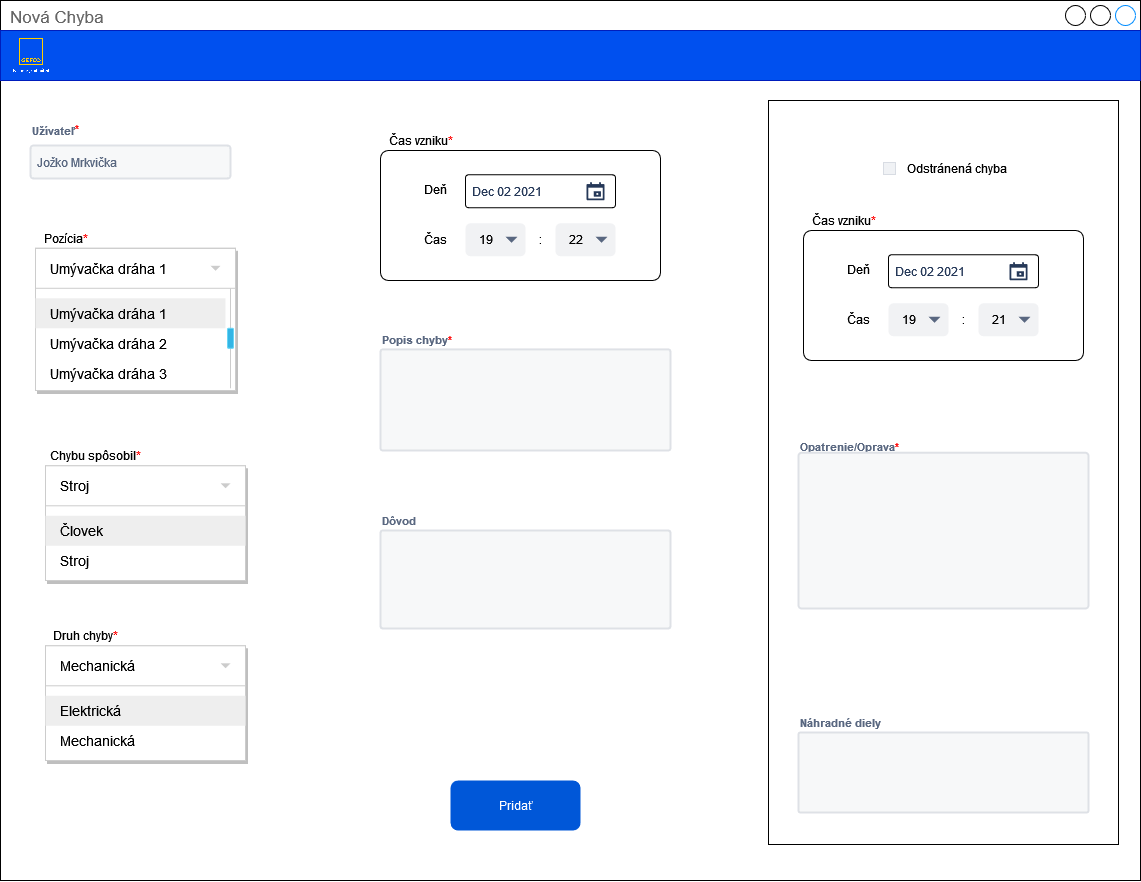 Nová Chyba
GEFCO
Užívateľ*
Jožko Mrkvička
Pozícia*
Umývačka dráha 1
Umývačka dráha 1
Umývačka dráha 2
Umývačka dráha 3
Chybu spôsobil*
Stroj
Človek
Stroj
Druh chyby*
Mechanická
Elektrická
Mechanická
Čas vzniku*
Deň Dec 02 2021
Čas 19 : 22
Popis chyby*
Dôvod
Pridať
Odstránená chyba
Čas vzniku*
Deň Dec 02 2021
Čas 19 : 21
Opatrenie/Oprava*
Náhradné diely